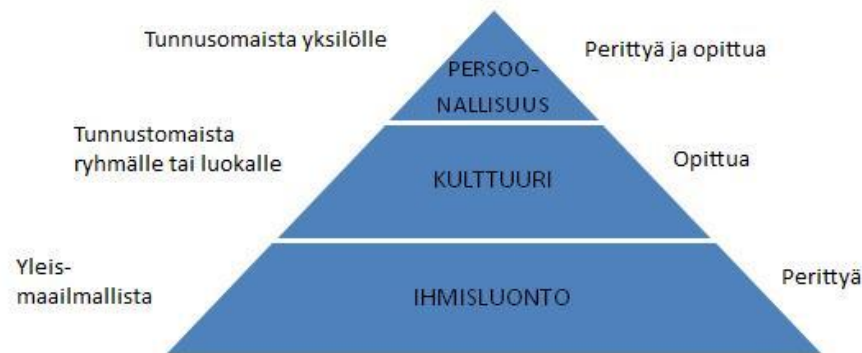 Tunnusomaista yksilölle
PERSOO-
NALLISUUS
Perittyä ja opittua
Tunnustomaista
ryhmälle tai luokalle
KULTTUURI
Opittua
Yleis-
maailmallista
IHMISLUONTO
Perittyä